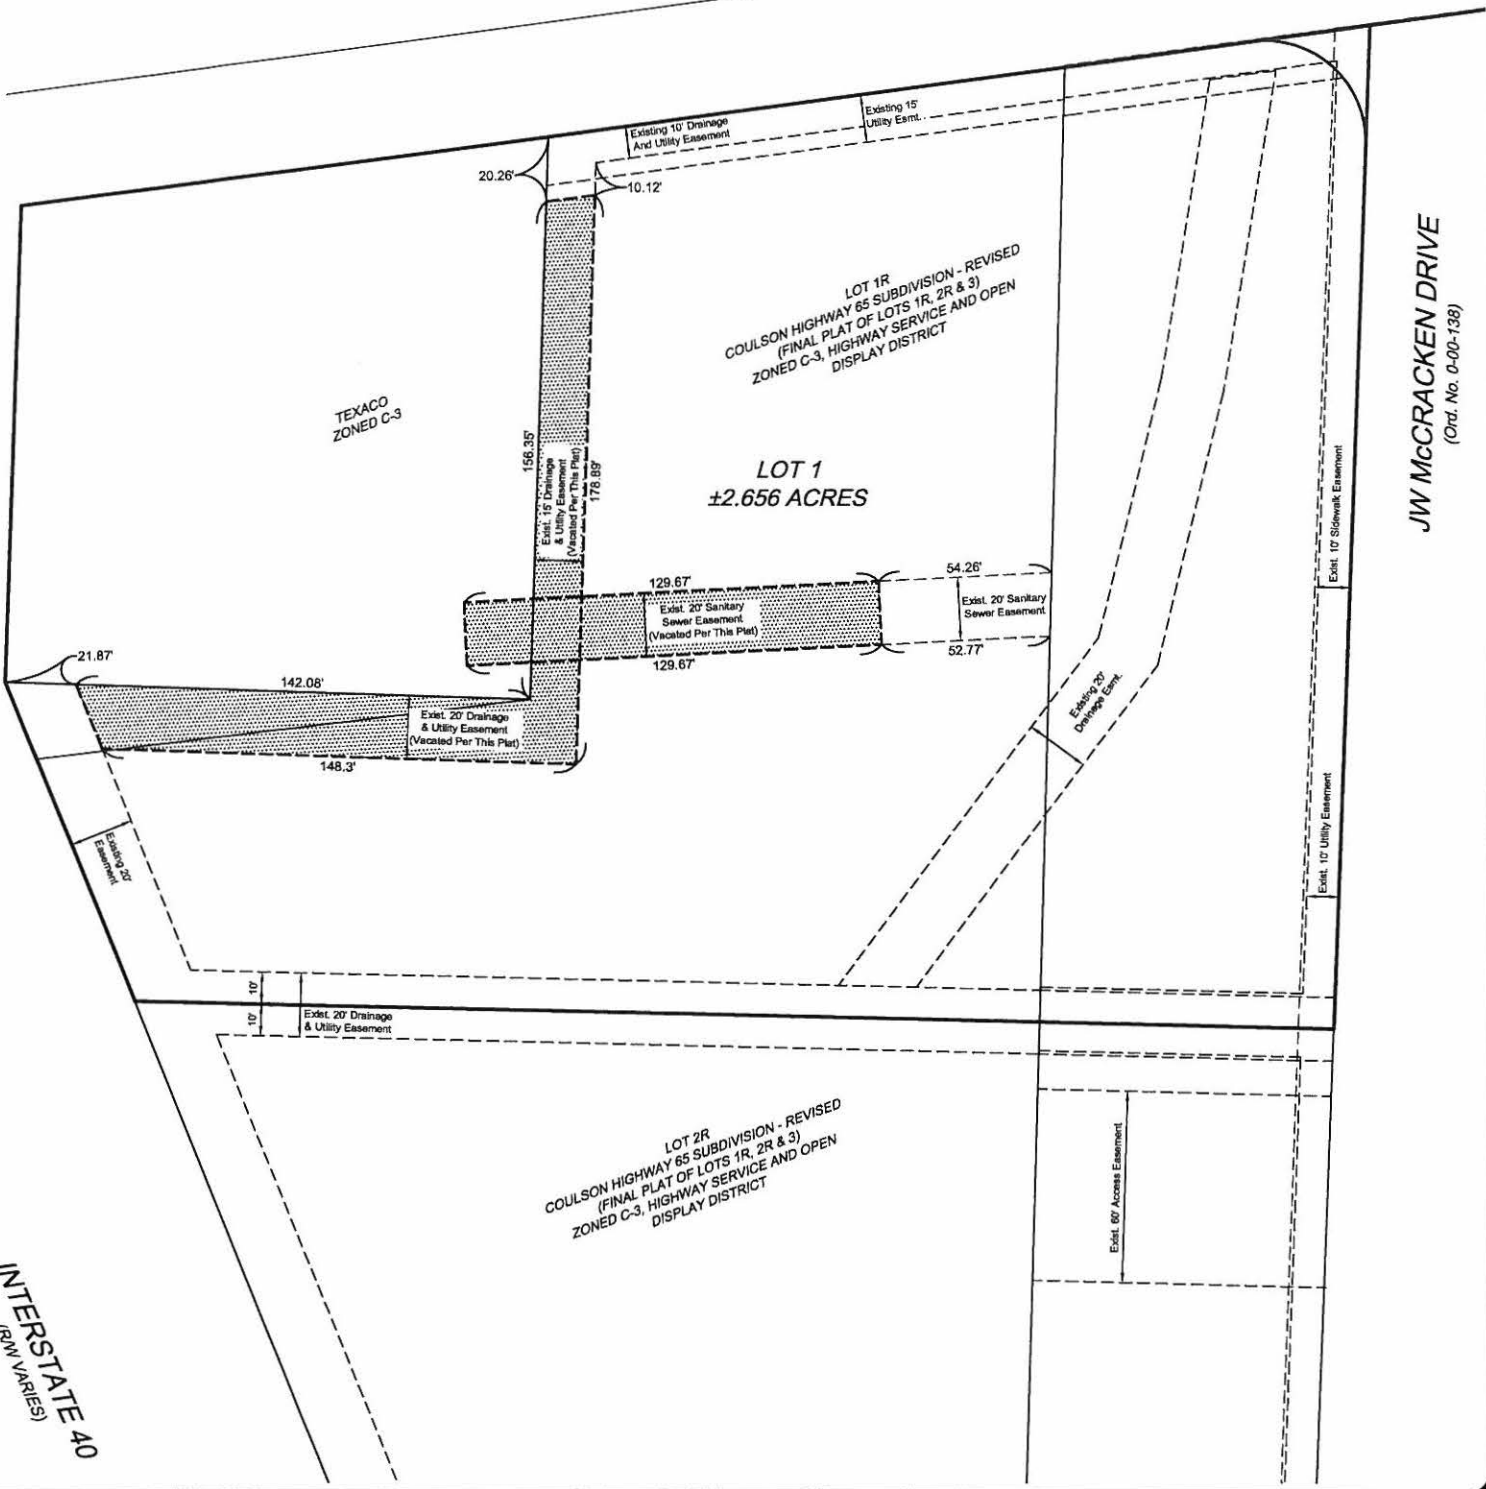 Existing 10' Drainage
And Utility Easement
Existing 15'
Utility Esmt.
20.26'
10.12'
LOT 1R
COULSON HIGHWAY 65 SUBDIVISION - REVISED
(FINAL PLAT OF LOTS 1R, 2R & 3)
ZONED C-3, HIGHWAY SERVICE AND OPEN
DISPLAY DISTRICT
JW McCRACKEN DRIVE
(Ord. No. 0-00-138)
TEXACO
ZONED C-3
156.35'
Exist. 15' Drainage
& Utility Easement
(Vacated Per This Plat)
178.89'
LOT 1
±2.656 ACRES
Exist. 10' Sidewalk Easement
129.67'
54.26'
Exist. 20' Sanitary
Sewer Easement
(Vacated Per This Plat)
Exist. 20' Sanitary
Sewer Easement
129.67'
52.77'
21.87'
142.08'
Exist. 20' Drainage
& Utility Easement
(Vacated Per This Plat)
148.3'
Existing 20'
Drainage Esmt.
Existing 20'
Easement
Exist. 10' Utility Easement
10'
10'
Exist. 20' Drainage
& Utility Easement
LOT 2R
COULSON HIGHWAY 65 SUBDIVISION - REVISED
(FINAL PLAT OF LOTS 1R, 2R & 3)
ZONED C-3, HIGHWAY SERVICE AND OPEN
DISPLAY DISTRICT
Exist. 60' Access Easement
INTERSTATE 40
(R/W VARIES)